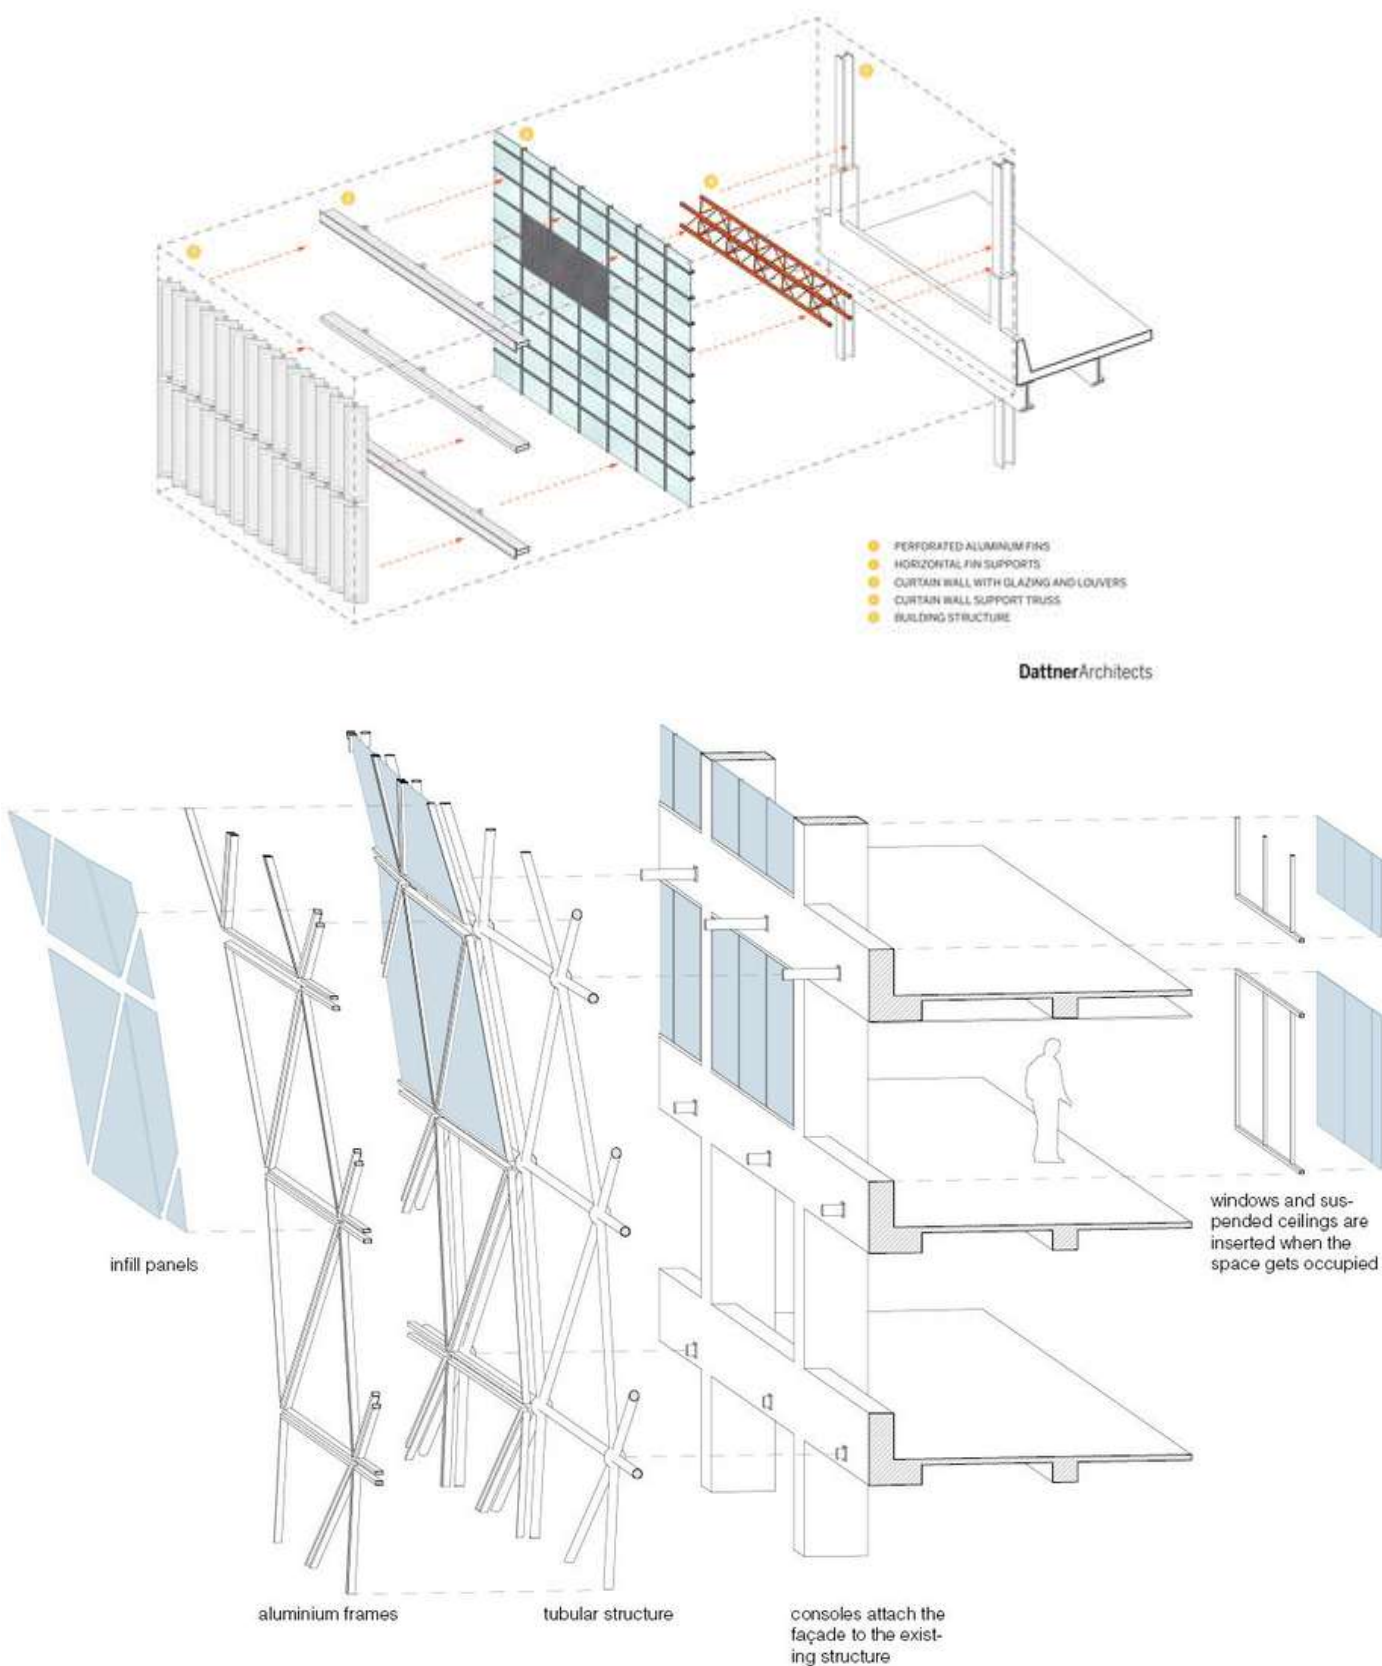 PERFORATED ALUMINUM FINS
HORIZONTAL FIN SUPPORTS
CURTAIN WALL WITH GLAZING AND LOUVERS
CURTAIN WALL SUPPORT TRUSS
BUILDING STRUCTURE
DattnerArchitects
windows and sus-
pended ceilings are
inserted when the
space gets occupied
infill panels
aluminium frames
tubular structure
consoles attach the
façade to the exist-
ing structure